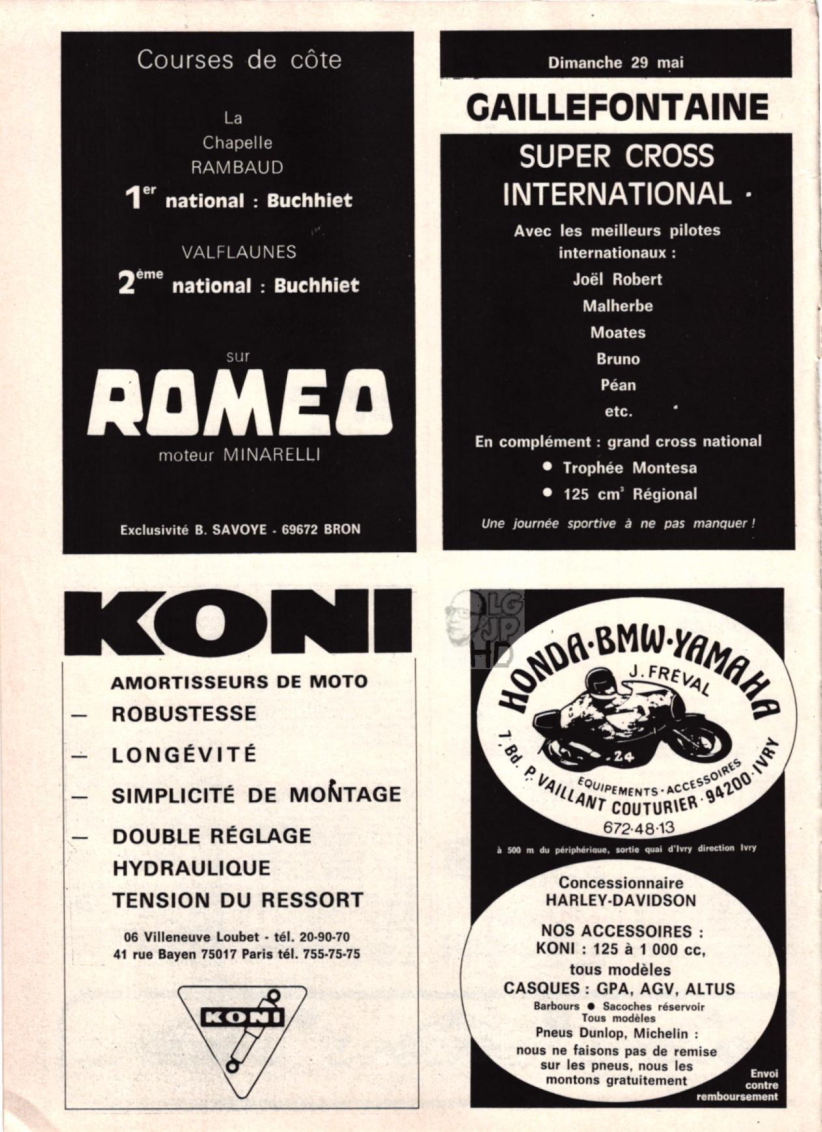 Courses de côte
La
Chapelle
RAMBAUD
1er national : Buchhiet
VALFLAUNES
2ème national : Buchhiet
sur
ROMEO
moteur MINARELLI
Exclusivité B. SAVOYE - 69672 BRON
Dimanche 29 mai
GAILLEFONTAINE
SUPER CROSS
INTERNATIONAL
Avec les meilleurs pilotes
internationaux :
Joël Robert
Malherbe
Moates
Bruno
Péan
etc.
En complément : grand cross national
● Trophée Montesa
● 125 cm³ Régional
Une journée sportive à ne pas manquer !
KONI
AMORTISSEURS DE MOTO
— ROBUSTESSE
— LONGÉVITÉ
— SIMPLICITÉ DE MONTAGE
— DOUBLE RÉGLAGE
HYDRAULIQUE
TENSION DU RESSORT
06 Villeneuve Loubet - tél. 20-90-70
41 rue Bayen 75017 Paris tél. 755-75-75
KONI
LG
JP
HD
HONDA·BMW·YAMAHA
J. FRÉVAL
24
EQUIPEMENTS - ACCESSOIRES
7, Bd. P. VAILLANT COUTURIER · 94200 · IVRY
672·48·13
à 500 m du périphérique, sortie quai d'Ivry direction Ivry
Concessionnaire
HARLEY-DAVIDSON
NOS ACCESSOIRES :
KONI : 125 à 1 000 cc,
tous modèles
CASQUES : GPA, AGV, ALTUS
Barbours ● Sacoches réservoir
Tous modèles
Pneus Dunlop, Michelin :
nous ne faisons pas de remise
sur les pneus, nous les
montons gratuitement
Envoi
contre
remboursement